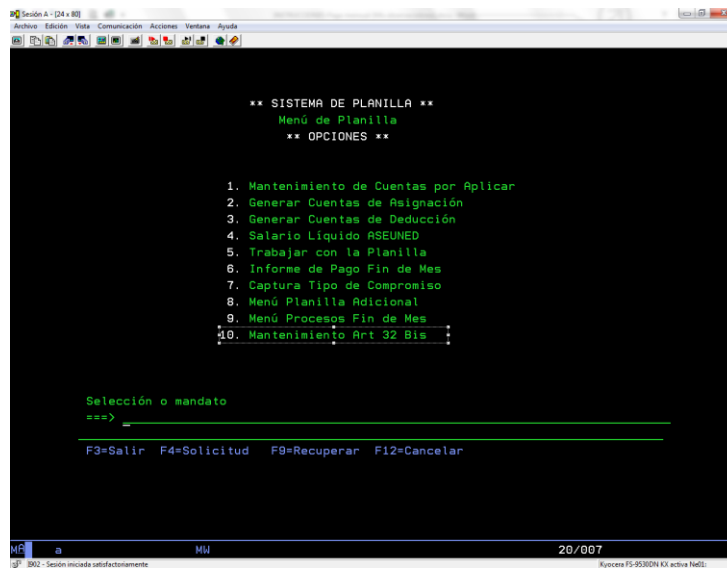 Sesión A - [24 x 80]
Archivo Edición Vista Comunicación Acciones Ventana Ayuda
** SISTEMA DE PLANILLA **
Menú de Planilla
** OPCIONES **
1. Mantenimiento de Cuentas por Aplicar
2. Generar Cuentas de Asignación
3. Generar Cuentas de Deducción
4. Salario Líquido ASEUNED
5. Trabajar con la Planilla
6. Informe de Pago Fin de Mes
7. Captura Tipo de Compromiso
8. Menú Planilla Adicional
9. Menú Procesos Fin de Mes
10. Mantenimiento Art 32 Bis
Selección o mandato
===>
F3=Salir F4=Solicitud F9=Recuperar F12=Cancelar
a MW 20/007
I902 - Sesión iniciada satisfactoriamente
Kyocera FS-9530DN KX activa